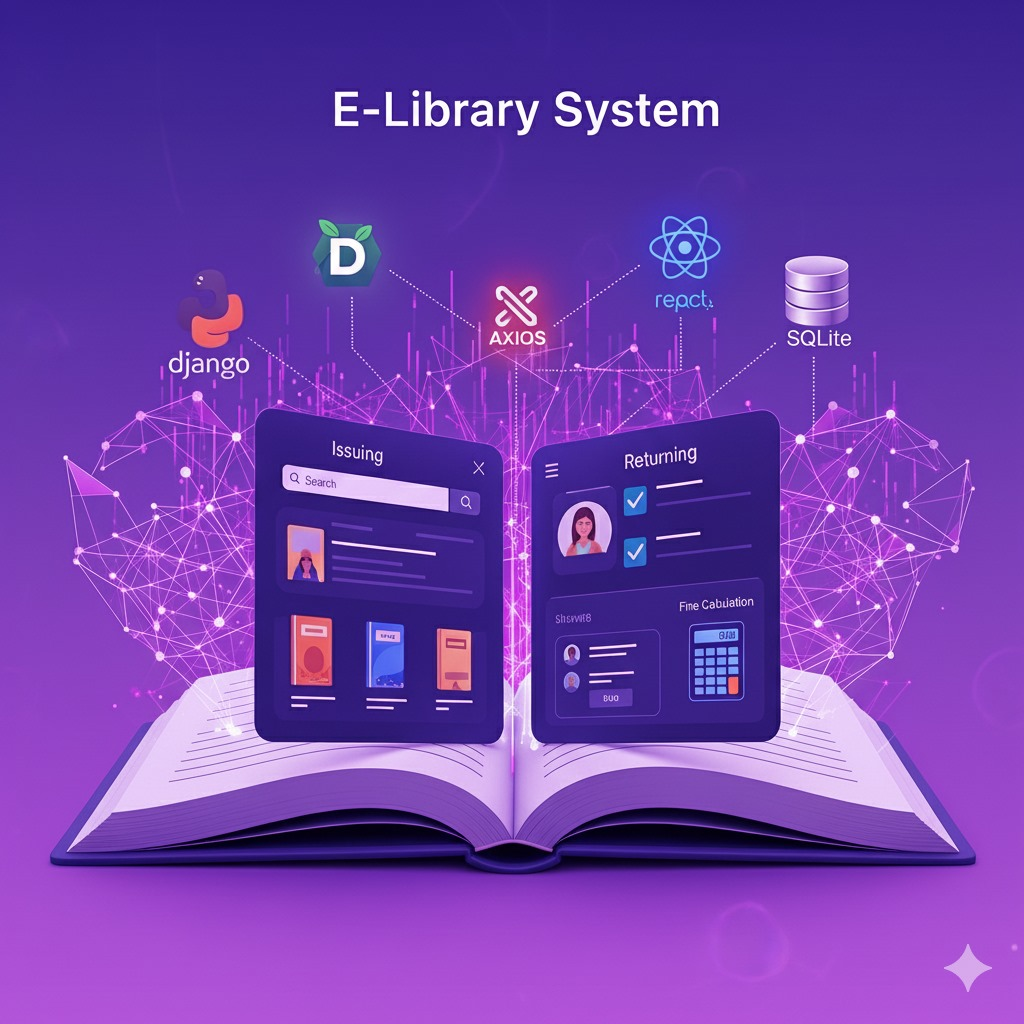 E-Library System
D
django
AXIOS
react.
SQLite
Issuing
Search
Returning
Fine Calculation